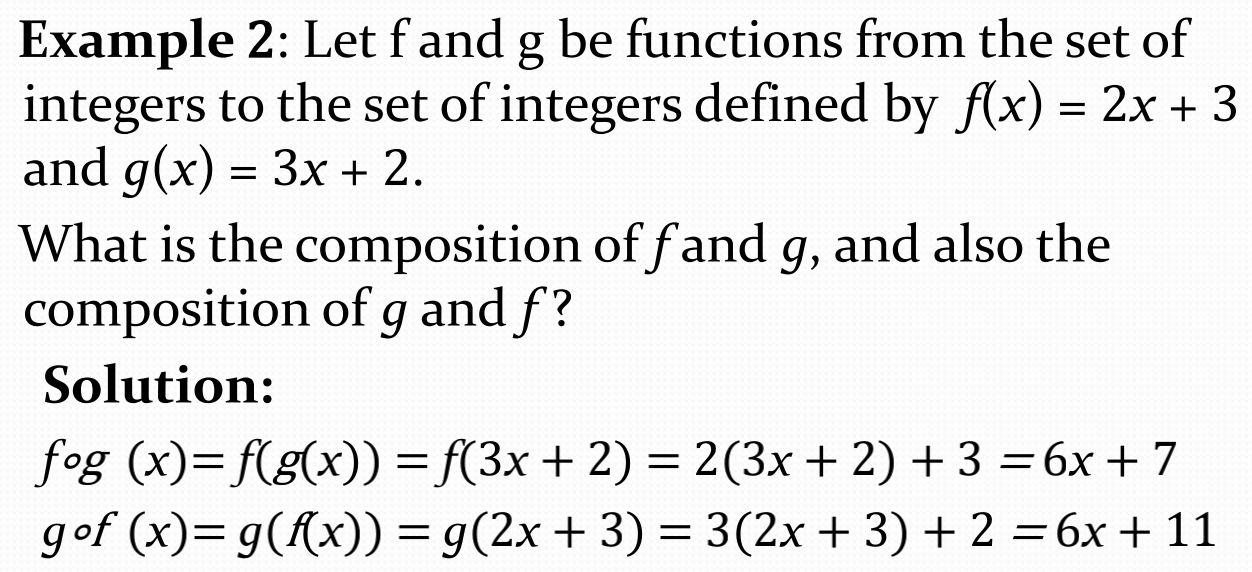 Example 2: Let f and g be functions from the set of
integers to the set of integers defined by f(x) = 2x + 3
and g(x) = 3x + 2.
What is the composition of f and g, and also the
composition of g and f ?
Solution:
f∘g (x)= f(g(x)) = f(3x + 2) = 2(3x + 2) + 3 = 6x + 7
g∘f (x)= g(f(x)) = g(2x + 3) = 3(2x + 3) + 2 = 6x + 11